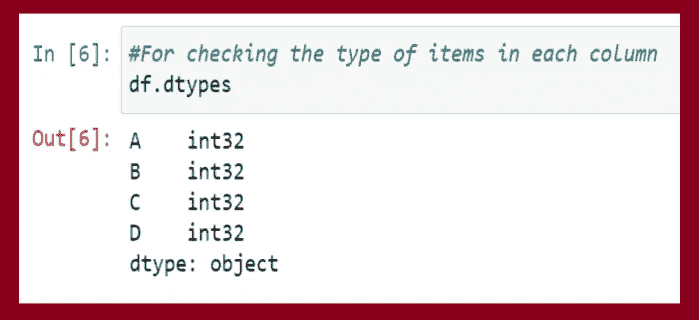 In [6]: #For checking the type of items in each column
df.dtypes
Out[6]: A    int32
B    int32
C    int32
D    int32
dtype: object